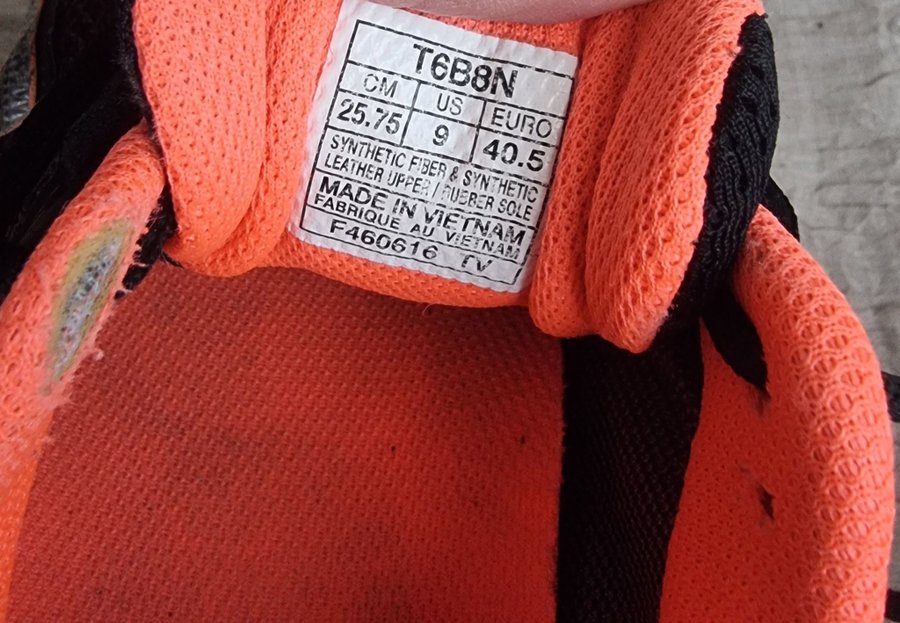 T6B8N
CM US EURO
25.75 9 40.5
SYNTHETIC FIBER & SYNTHETIC
LEATHER UPPER / RUBBER SOLE
MADE IN VIETNAM
FABRIQUE AU VIETNAM
F460616 TV